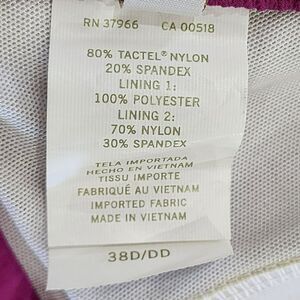 RN 37966 CA 00518
80% TACTEL® NYLON
20% SPANDEX
LINING 1:
100% POLYESTER
LINING 2:
70% NYLON
30% SPANDEX
TELA IMPORTADA
HECHO EN VIETNAM
TISSU IMPORTE
FABRIQUÉ AU VIETNAM
IMPORTED FABRIC
MADE IN VIETNAM
38D/DD